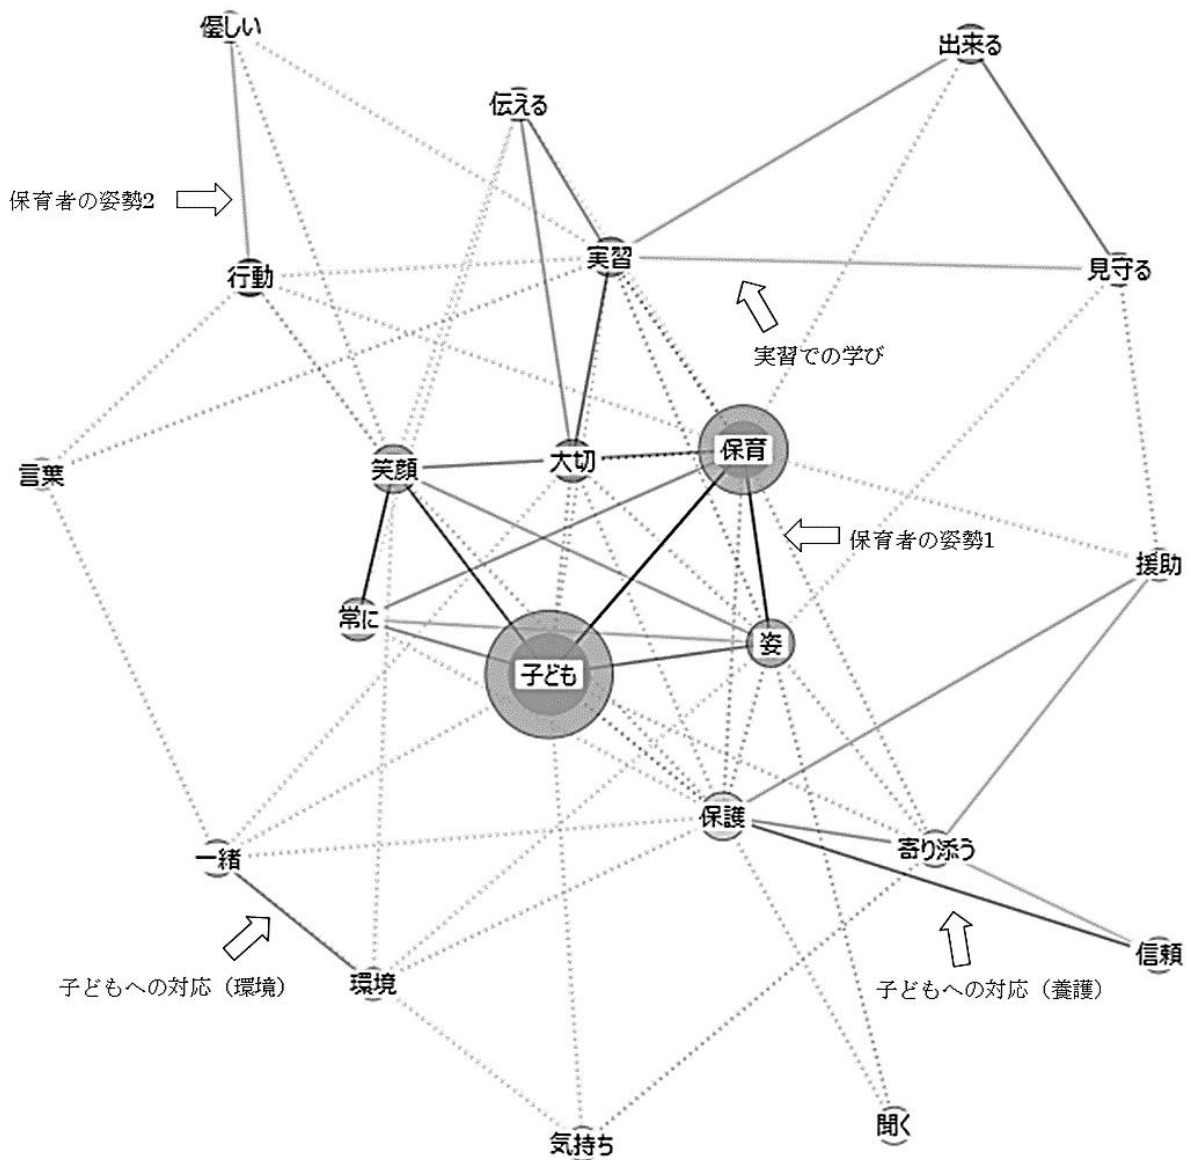 優しい
出来る
伝える
保育者の姿勢2
実習
行動
見守る
実習での学び
保育
大切
笑顔
言葉
保育者の姿勢1
援助
常に
姿
子ども
保護
寄り添う
一緒
信頼
環境
子どもへの対応（環境）
子どもへの対応（養護）
聞く
気持ち